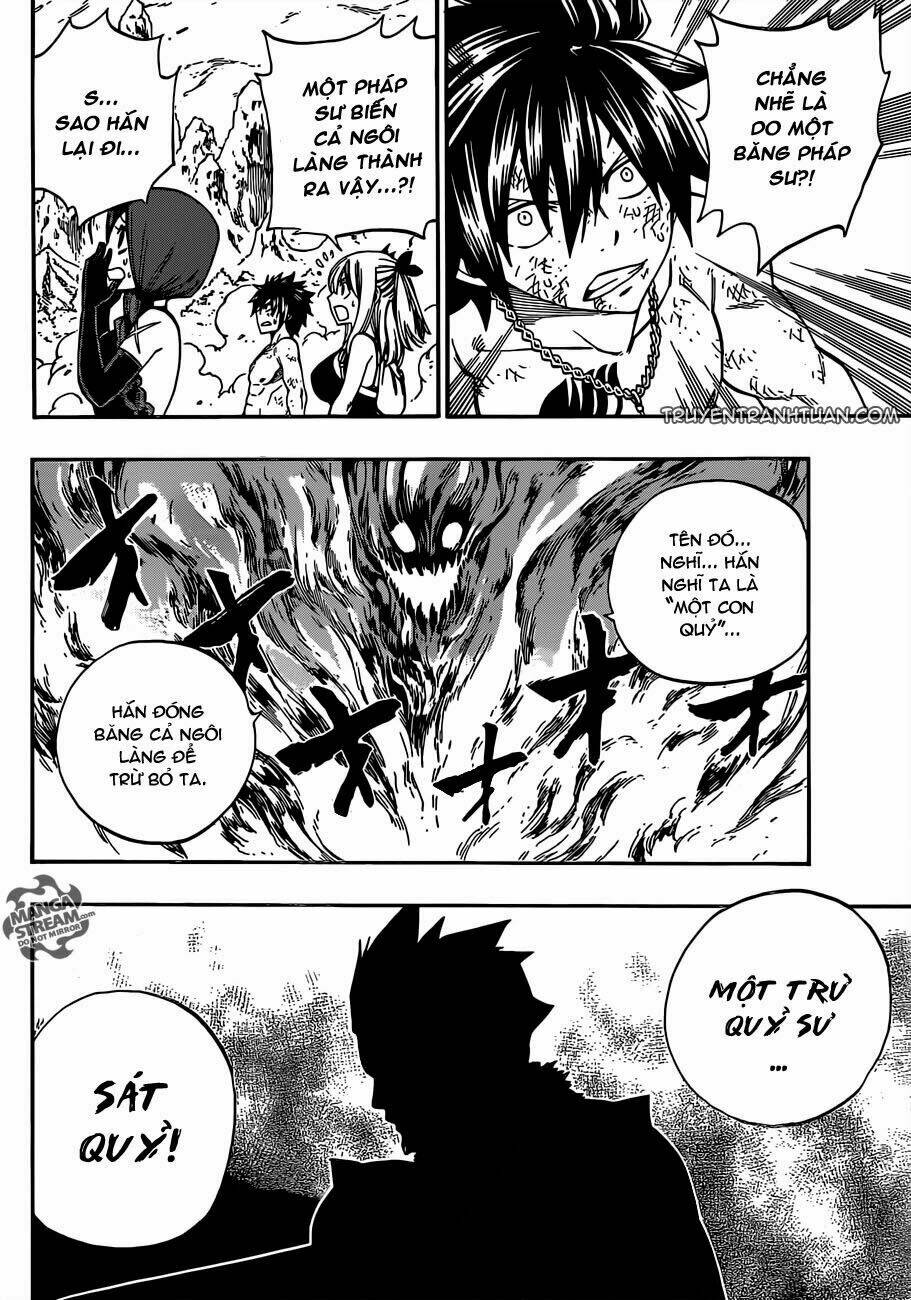 CHẲNG
NHẼ LÀ
DO MỘT
BĂNG PHÁP
SƯ?!
MỘT PHÁP
SƯ BIẾN
CẢ NGÔI
LÀNG THÀNH
RA VẬY...?!
S...
SAO HẮN
LẠI ĐI...
TRUYENTRANHTUAN.COM
TÊN ĐÓ...
NGHĨ... HẮN
NGHĨ TA LÀ
"MỘT CON
QUỶ"...
HẮN ĐÓNG
BĂNG CẢ NGÔI
LÀNG ĐỂ
TRỪ BỎ TA.
MANGA
STREAM.com
DO NOT MIRROR!
MỘT TRỪ
QUỶ SƯ
...
SÁT
QUỶ!